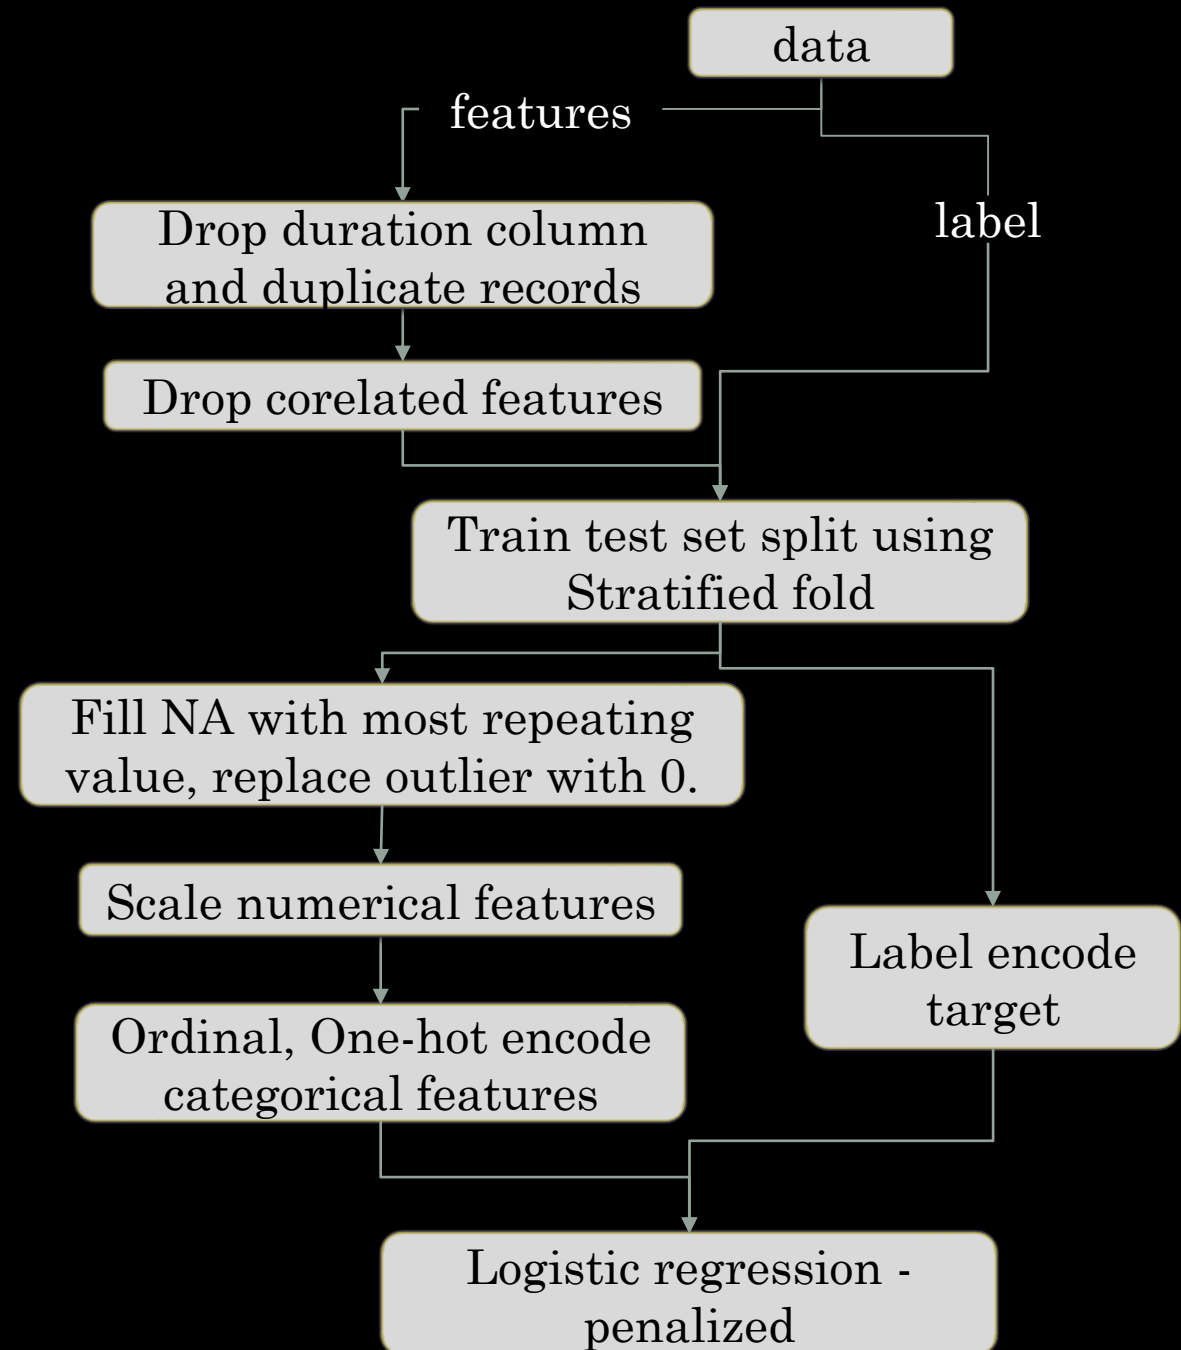 data
features
label
Drop duration column
and duplicate records
Drop corelated features
Train test set split using
Stratified fold
Fill NA with most repeating
value, replace outlier with 0.
Scale numerical features
Label encode
target
Ordinal, One-hot encode
categorical features
Logistic regression -
penalized